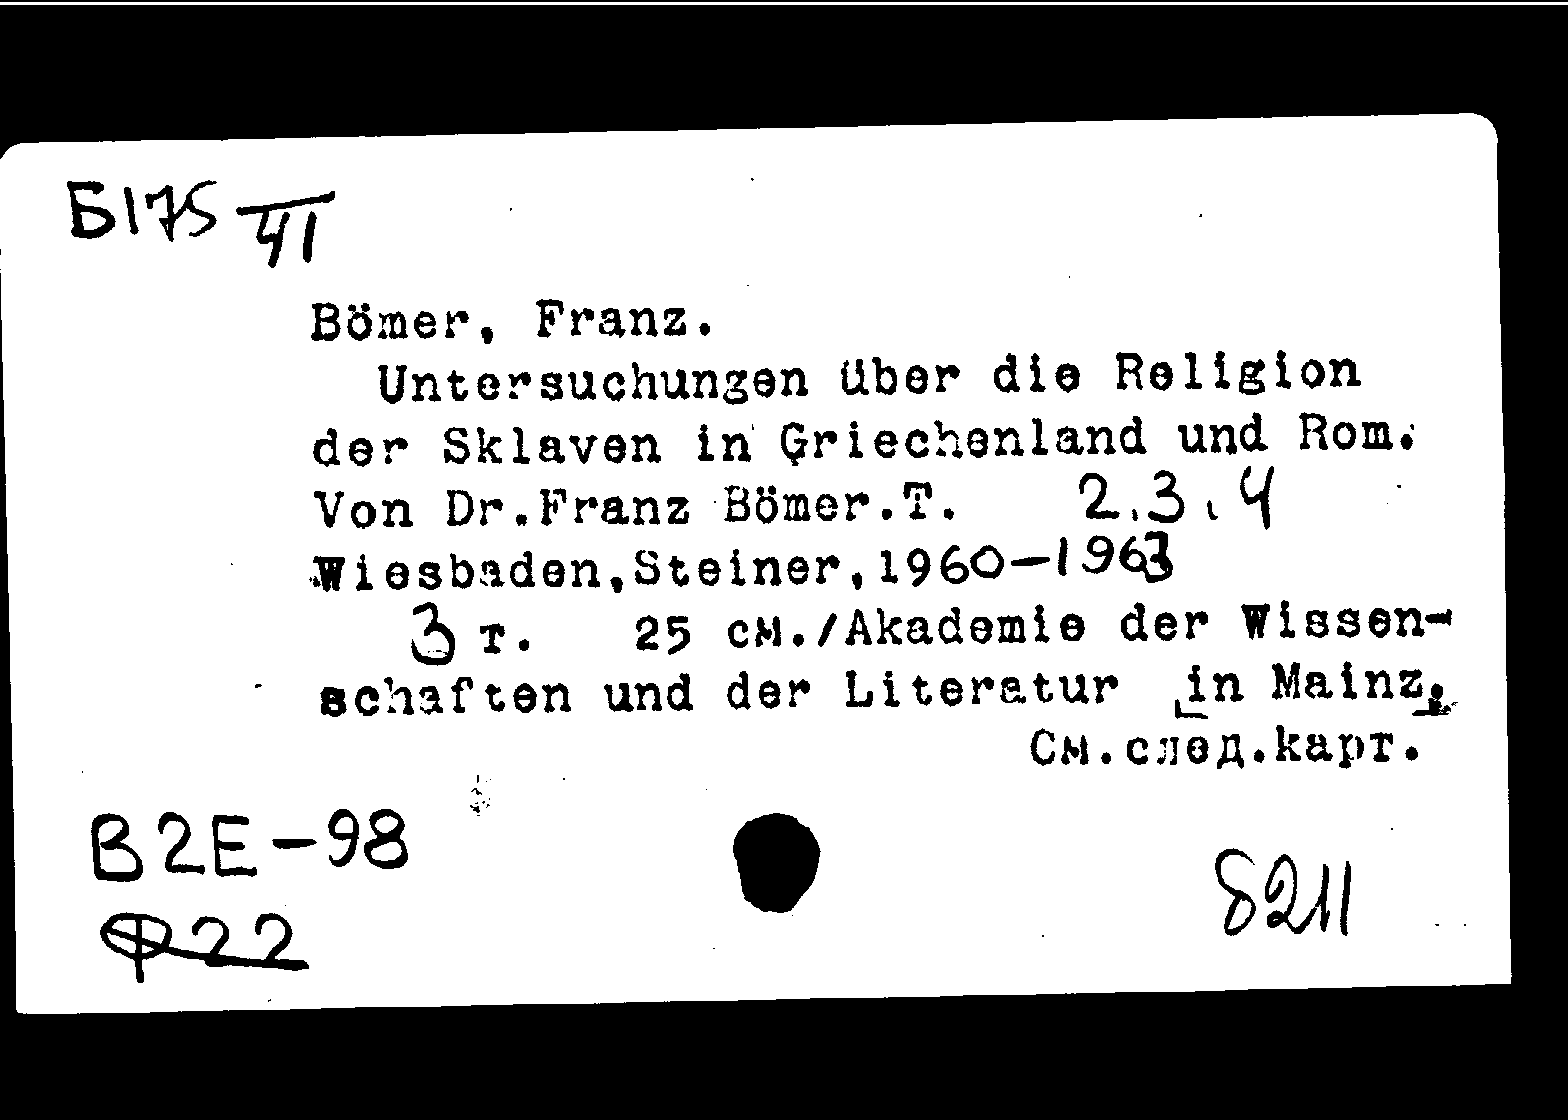 Б175
VI
Bömer, Franz.
Untersuchungen über die Religion
der Sklaven in Griechenland und Rom.
Von Dr.Franz Bömer.T. 2.3.4
Wiesbaden,Steiner,1960-1963
3 т. 25 см./Akademie der Wissen-
schaften und der Literatur in Mainz.
См.след.карт.
B2E-98
Ф22
8211